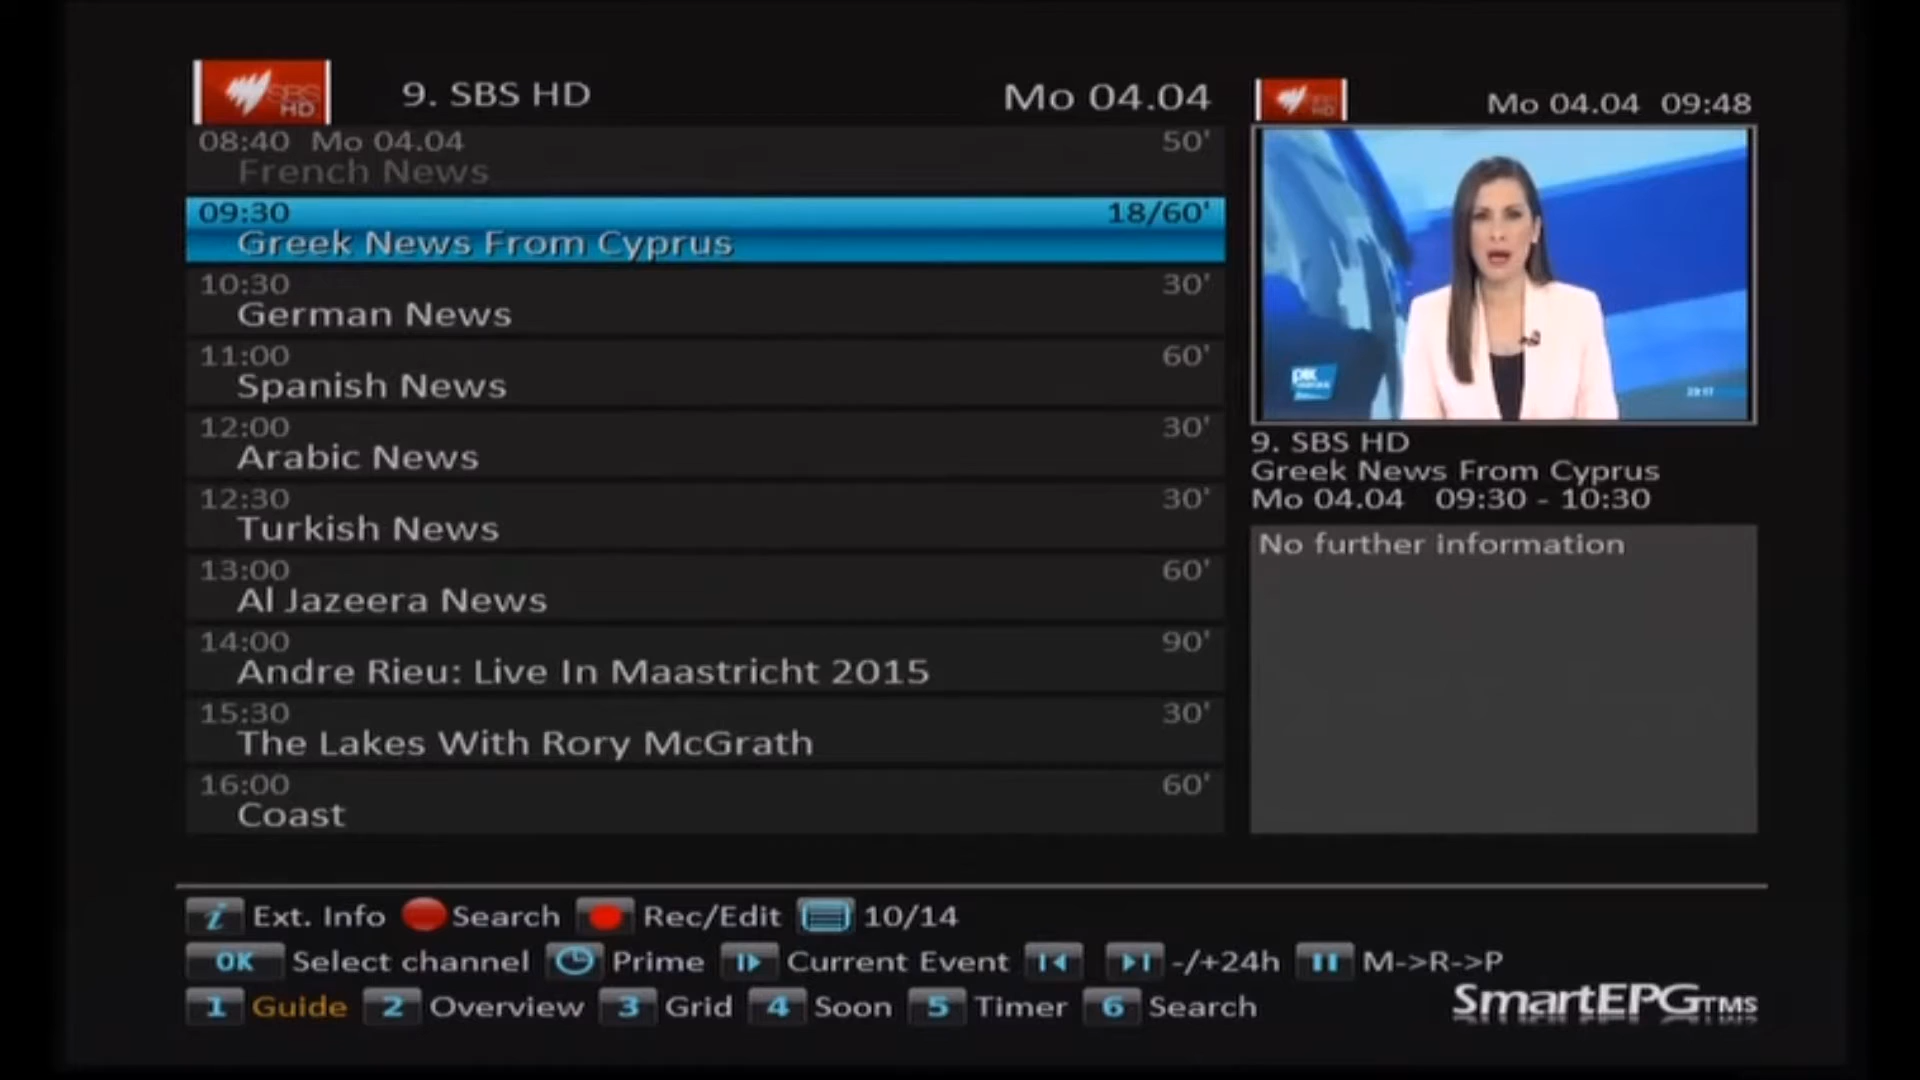 SBS HD
9. SBS HD
Mo 04.04
08:40 Mo 04.04 50'
French News
09:30 18/60'
Greek News From Cyprus
10:30 30'
German News
11:00 60'
Spanish News
12:00 30'
Arabic News
12:30 30'
Turkish News
13:00 60'
Al Jazeera News
14:00 90'
Andre Rieu: Live In Maastricht 2015
15:30 30'
The Lakes With Rory McGrath
16:00 60'
Coast
Mo 04.04 09:48
ΡΙΚ
9. SBS HD
Greek News From Cyprus
Mo 04.04 09:30 - 10:30
No further information
i Ext. Info Search Rec/Edit 10/14
OK Select channel Prime Current Event -/+24h M->R->P
1 Guide 2 Overview 3 Grid 4 Soon 5 Timer 6 Search
SmartEPG TMS